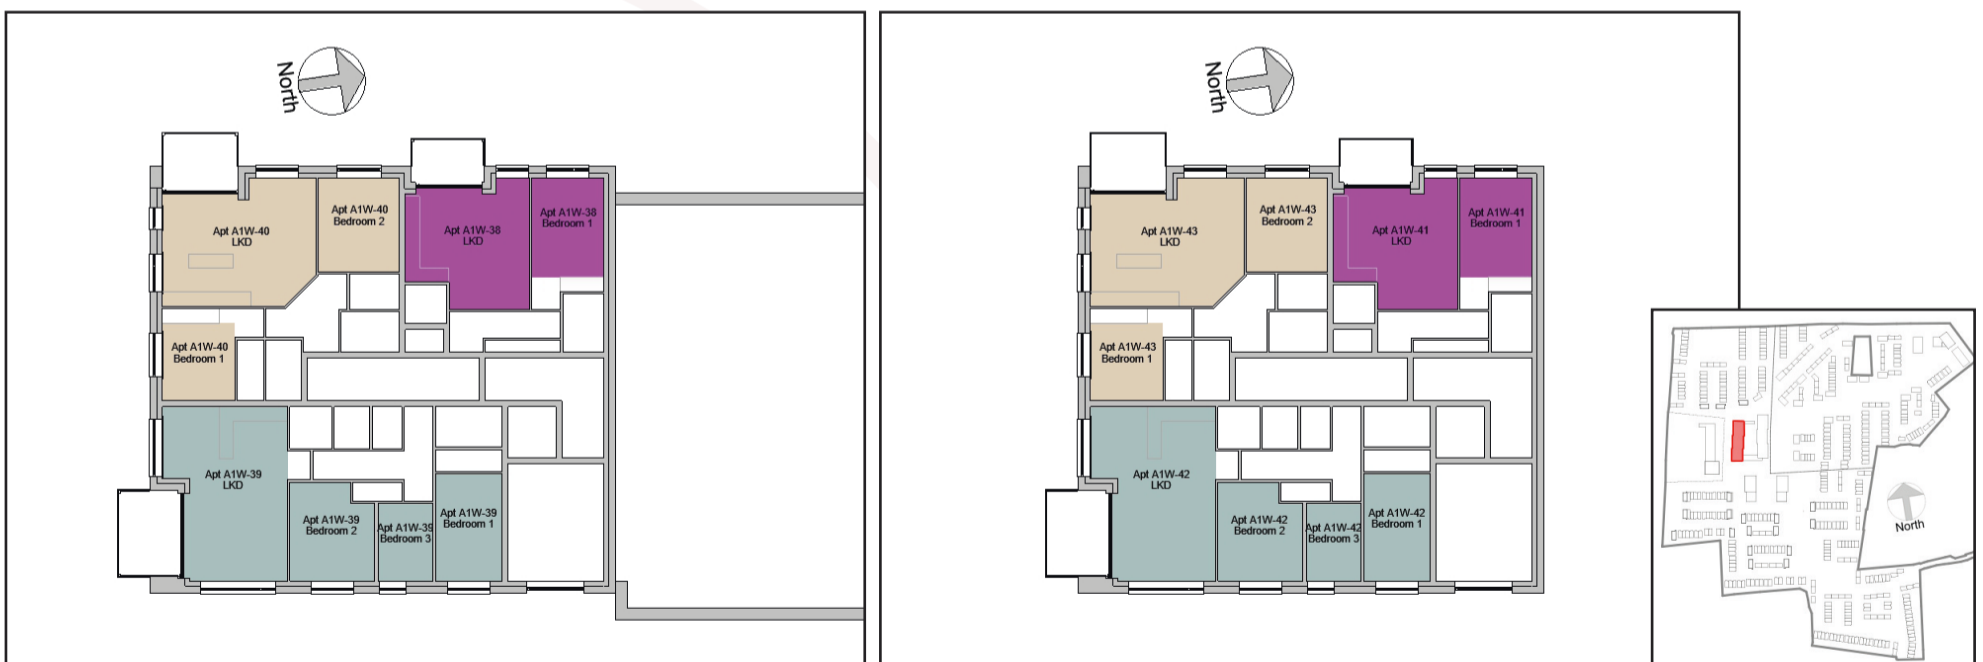 North
Apt A1W-40
LKD
Apt A1W-40
Bedroom 2
Apt A1W-38
LKD
Apt A1W-38
Bedroom 1
Apt A1W-40
Bedroom 1
Apt A1W-39
LKD
Apt A1W-39
Bedroom 2
Apt A1W-39
Bedroom 3
Apt A1W-39
Bedroom 1
North
Apt A1W-43
LKD
Apt A1W-43
Bedroom 2
Apt A1W-41
LKD
Apt A1W-41
Bedroom 1
Apt A1W-43
Bedroom 1
Apt A1W-42
LKD
Apt A1W-42
Bedroom 2
Apt A1W-42
Bedroom 3
Apt A1W-42
Bedroom 1
North